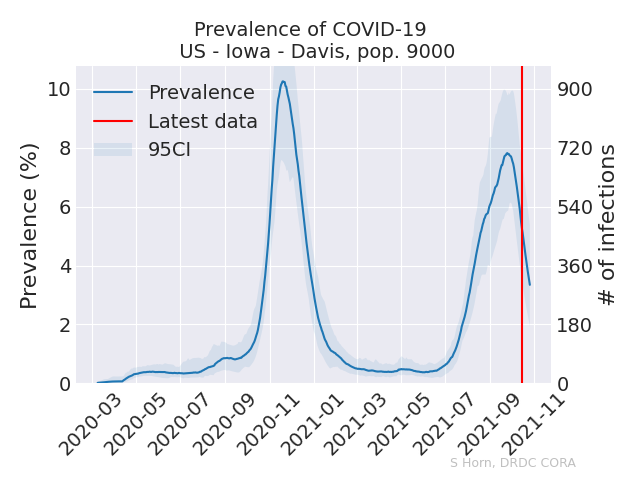 Prevalence of COVID-19
US - Iowa - Davis, pop. 9000
Prevalence
Latest data
95CI
Prevalence (%)
10
8
6
4
2
0
# of infections
900
720
540
360
180
0
2020-03
2020-05
2020-07
2020-09
2020-11
2021-01
2021-03
2021-05
2021-07
2021-09
2021-11
S Horn, DRDC CORA